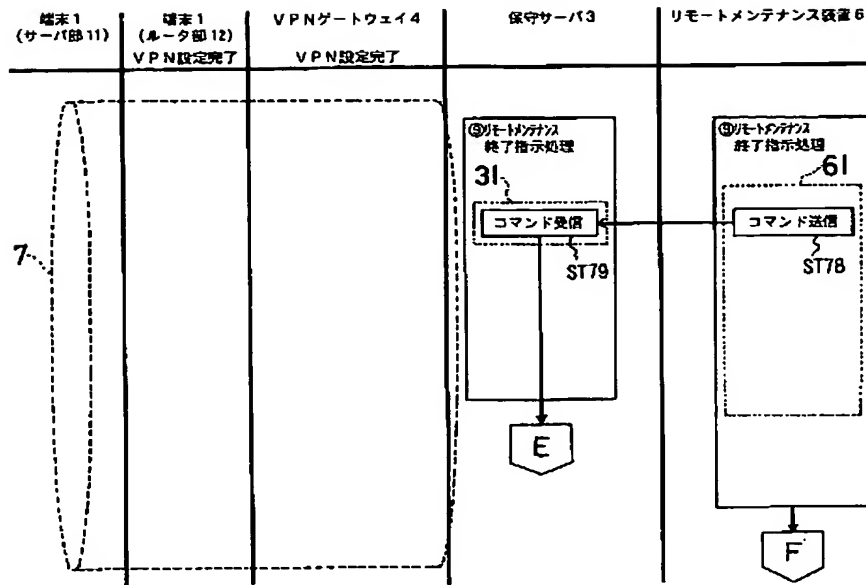 端末1
(サーバ部11)
端末1
(ルータ部12)
VPN設定完了
VPNゲートウェイ4
VPN設定完了
保守サーバ3
リモートメンテナンス装置6
⑨リモートメンテナンス
終了指示処理
31
コマンド受信
ST79
E
⑨リモートメンテナンス
終了指示処理
61
コマンド送信
ST78
F
7